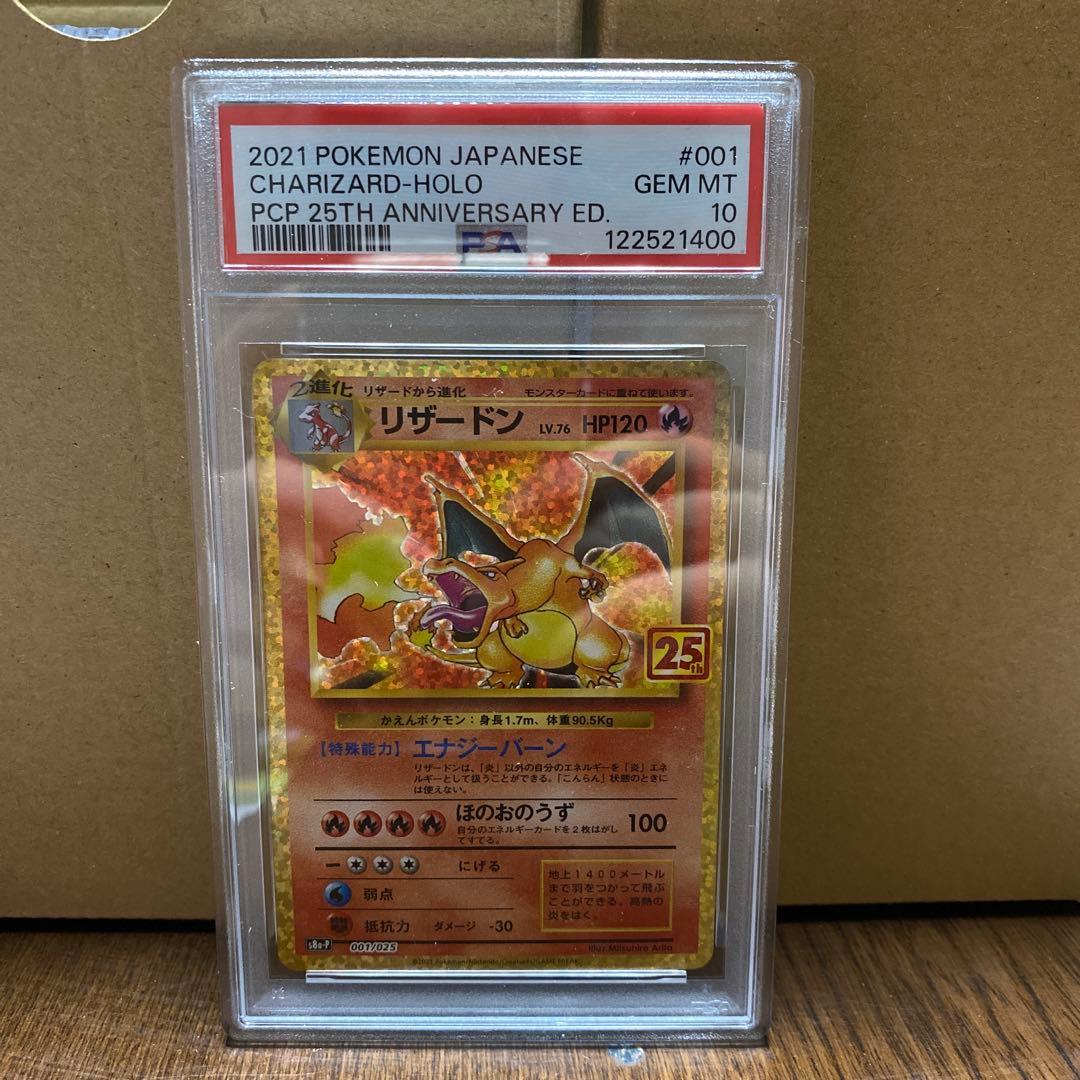 2021 POKEMON JAPANESE #001
CHARIZARD-HOLO GEM MT
PCP 25TH ANNIVERSARY ED. 10
PSA 122521400
2進化 リザードから進化 モンスターカードに重ねて使います。
リザードン LV.76 HP120
25th
かえんポケモン：身長1.7m、体重90.5Kg
【特殊能力】 エナジーバーン
リザードンは、「炎」以外の自分のエネルギーを「炎」エネ
ルギーとして扱うことができる。「こんらん」状態のときに
は使えない。
ほのおのうず 100
自分のエネルギーカードを2枚はがし
てすてる。
にげる
弱点
抵抗力 ダメージ -30
地上1400メートル
まで羽をつかって飛ぶ
ことができる。高熱の
炎をはく。
s8a-P 001/025 Illus. Mitsuhiro Arita
©2021 Pokémon/Nintendo/Creatures/GAME FREAK.